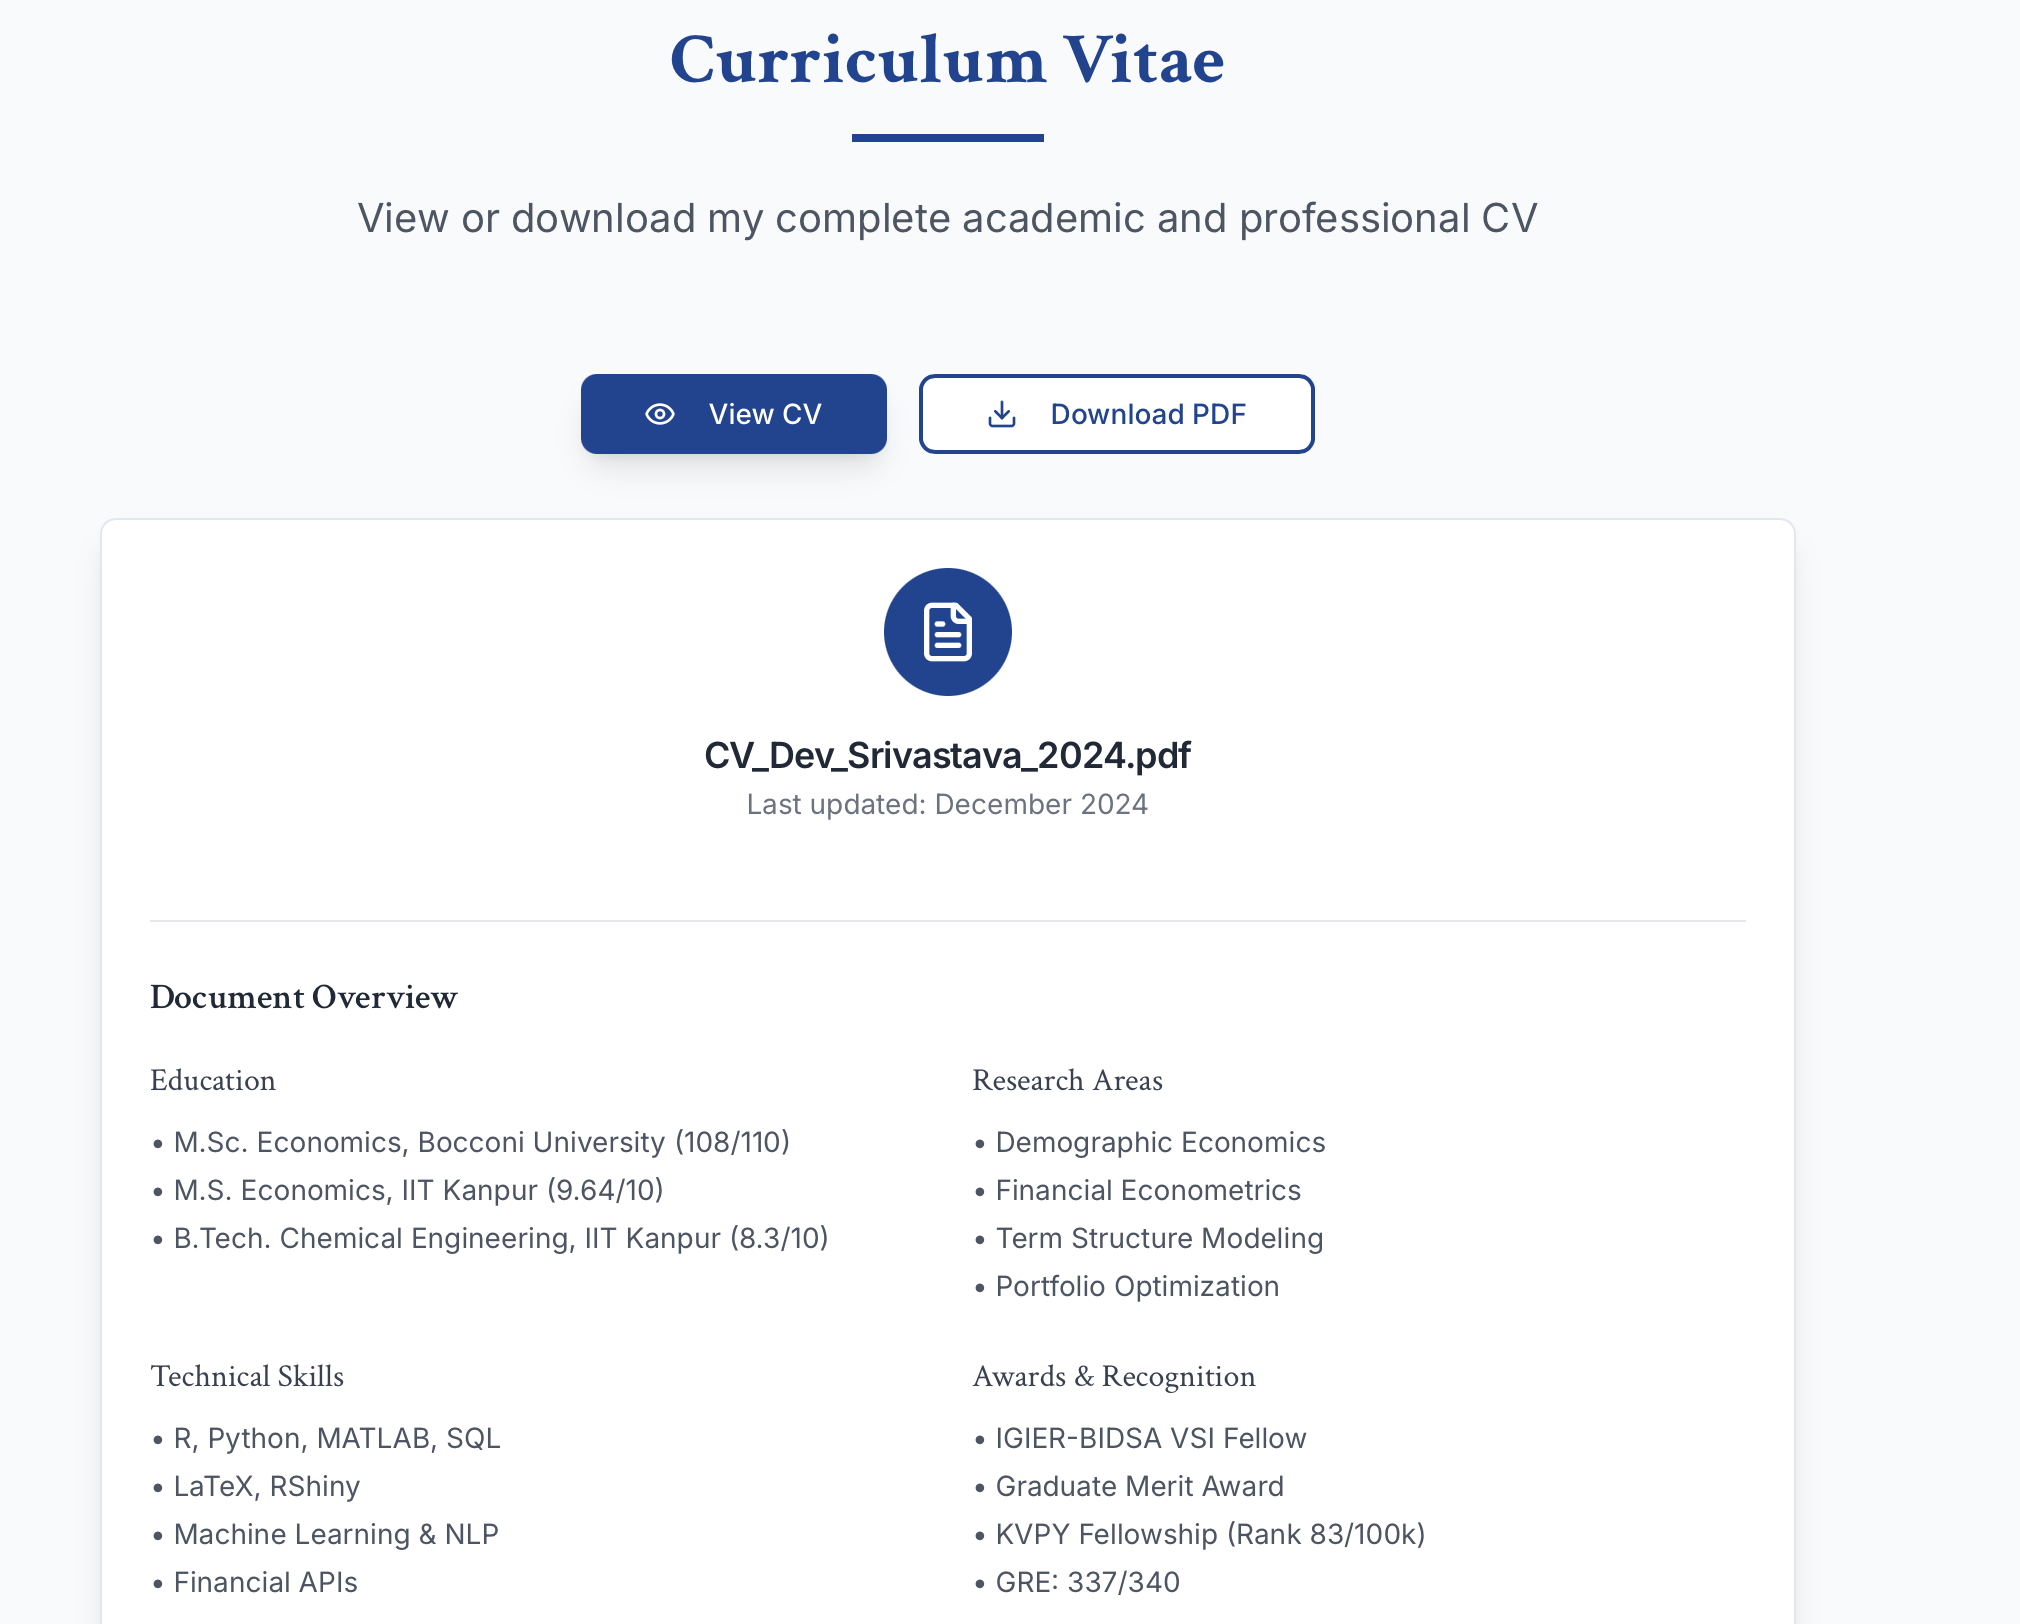 Curriculum Vitae
View or download my complete academic and professional CV
View CV
Download PDF
CV_Dev_Srivastava_2024.pdf
Last updated: December 2024
Document Overview
Education
• M.Sc. Economics, Bocconi University (108/110)
• M.S. Economics, IIT Kanpur (9.64/10)
• B.Tech. Chemical Engineering, IIT Kanpur (8.3/10)
Research Areas
• Demographic Economics
• Financial Econometrics
• Term Structure Modeling
• Portfolio Optimization
Technical Skills
• R, Python, MATLAB, SQL
• LaTeX, RShiny
• Machine Learning & NLP
• Financial APIs
Awards & Recognition
• IGIER-BIDSA VSI Fellow
• Graduate Merit Award
• KVPY Fellowship (Rank 83/100k)
• GRE: 337/340